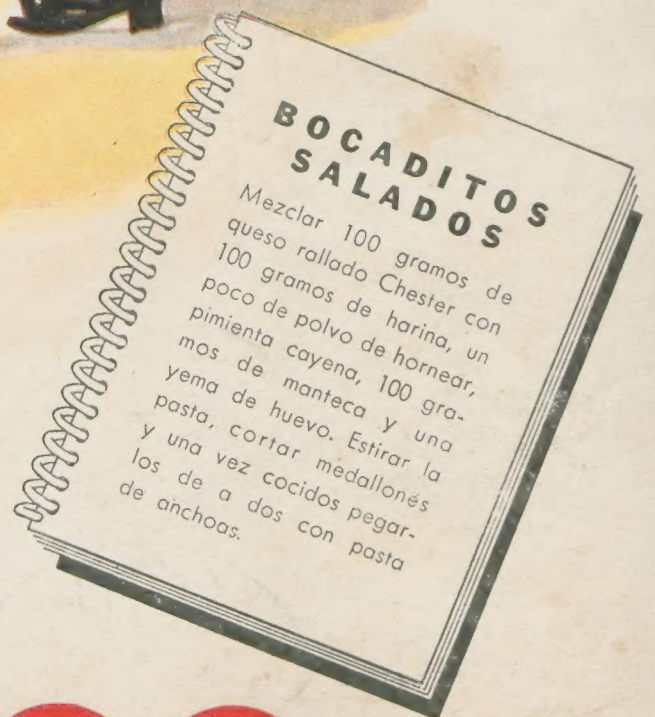 BOCADITOS
SALADOS
Mezclar 100 gramos de
queso rallado Chester con
100 gramos de harina, un
poco de polvo de hornear,
pimienta cayena, 100 gra-
mos de manteca y una
yema de huevo. Estirar la
pasta, cortar medallones
y una vez cocidos pegar-
los de a dos con pasta
de anchoas.